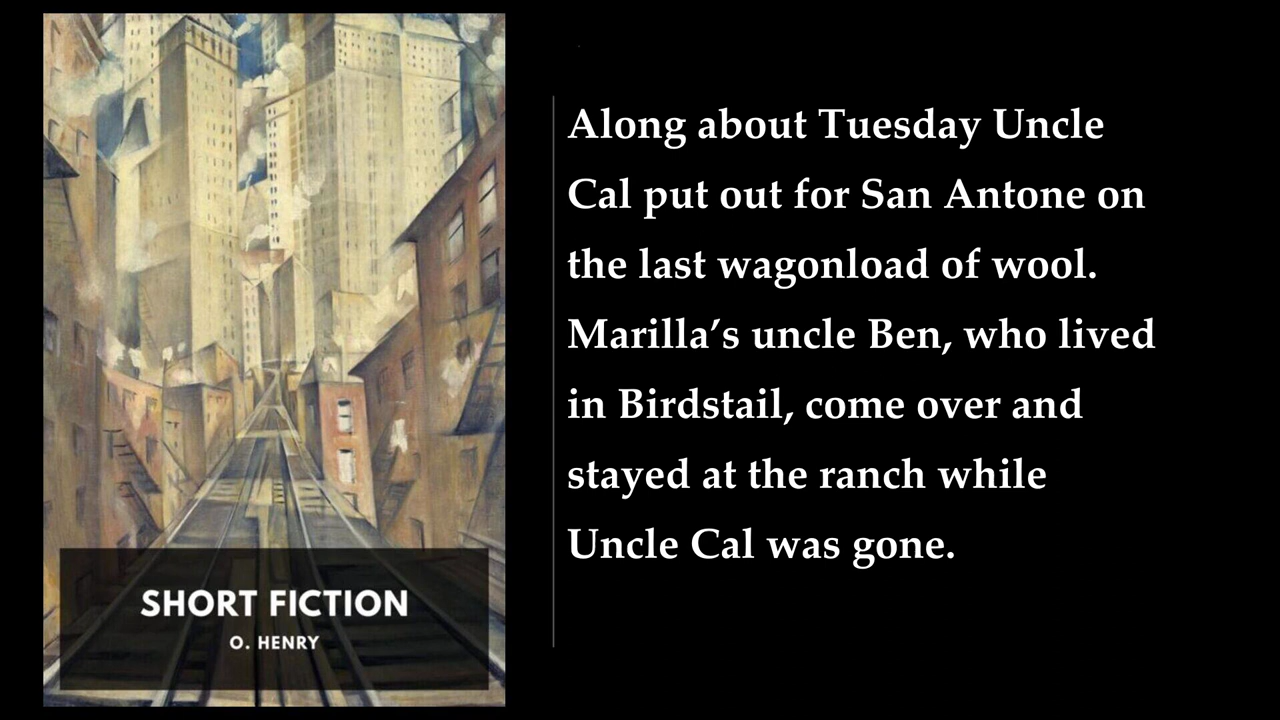 Along about Tuesday Uncle
Cal put out for San Antone on
the last wagonload of wool.
Marilla’s uncle Ben, who lived
in Birdstail, come over and
stayed at the ranch while
Uncle Cal was gone.
SHORT FICTION
O. HENRY